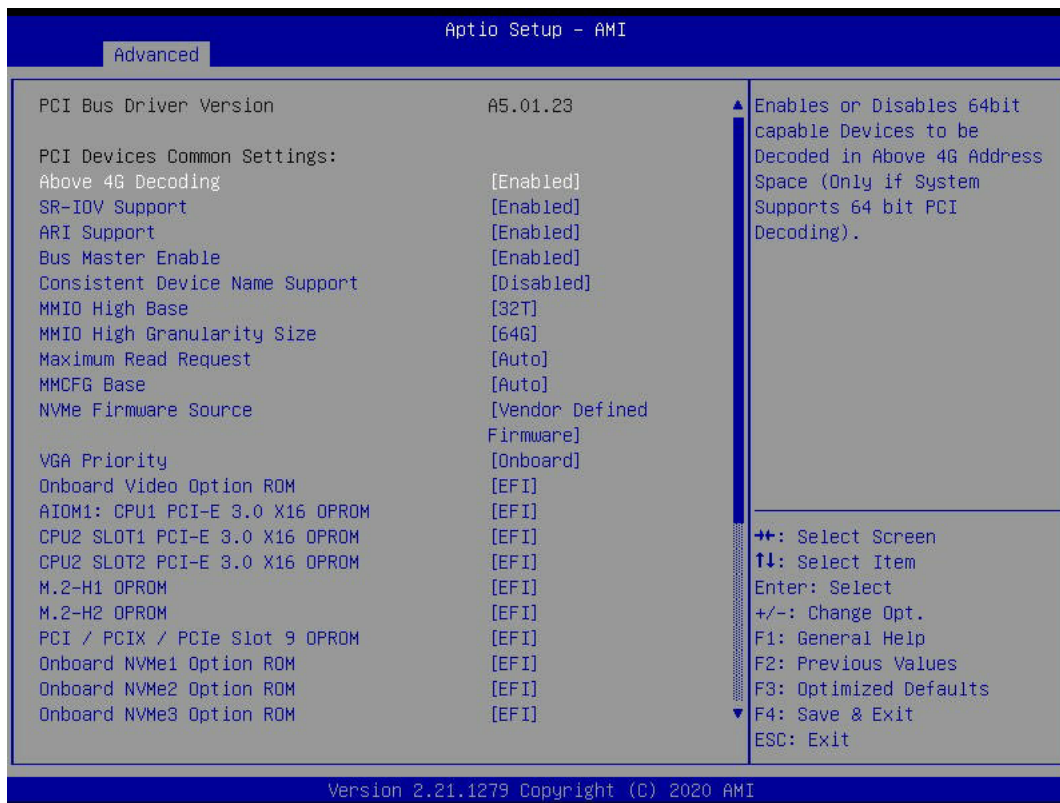 Aptio Setup – AMI
Advanced
PCI Bus Driver Version A5.01.23
PCI Devices Common Settings:
Above 4G Decoding [Enabled]
SR-IOV Support [Enabled]
ARI Support [Enabled]
Bus Master Enable [Enabled]
Consistent Device Name Support [Disabled]
MMIO High Base [32T]
MMIO High Granularity Size [64G]
Maximum Read Request [Auto]
MMCFG Base [Auto]
NVMe Firmware Source [Vendor Defined
Firmware]
VGA Priority [Onboard]
Onboard Video Option ROM [EFI]
AIOM1: CPU1 PCI-E 3.0 X16 OPROM [EFI]
CPU2 SLOT1 PCI-E 3.0 X16 OPROM [EFI]
CPU2 SLOT2 PCI-E 3.0 X16 OPROM [EFI]
M.2-H1 OPROM [EFI]
M.2-H2 OPROM [EFI]
PCI / PCIX / PCIe Slot 9 OPROM [EFI]
Onboard NVMe1 Option ROM [EFI]
Onboard NVMe2 Option ROM [EFI]
Onboard NVMe3 Option ROM [EFI]
Enables or Disables 64bit
capable Devices to be
Decoded in Above 4G Address
Space (Only if System
Supports 64 bit PCI
Decoding).
→←: Select Screen
↑↓: Select Item
Enter: Select
+/-: Change Opt.
F1: General Help
F2: Previous Values
F3: Optimized Defaults
F4: Save & Exit
ESC: Exit
Version 2.21.1279 Copyright (C) 2020 AMI